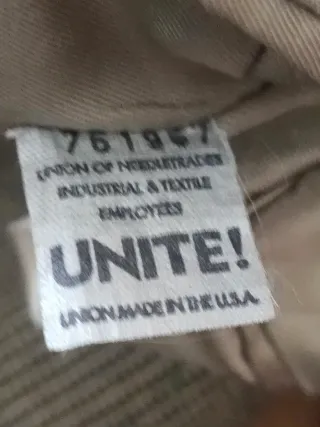 761967
UNION OF NEEDLETRADES
INDUSTRIAL & TEXTILE
EMPLOYEES
UNITE!
UNION MADE IN THE U.S.A.